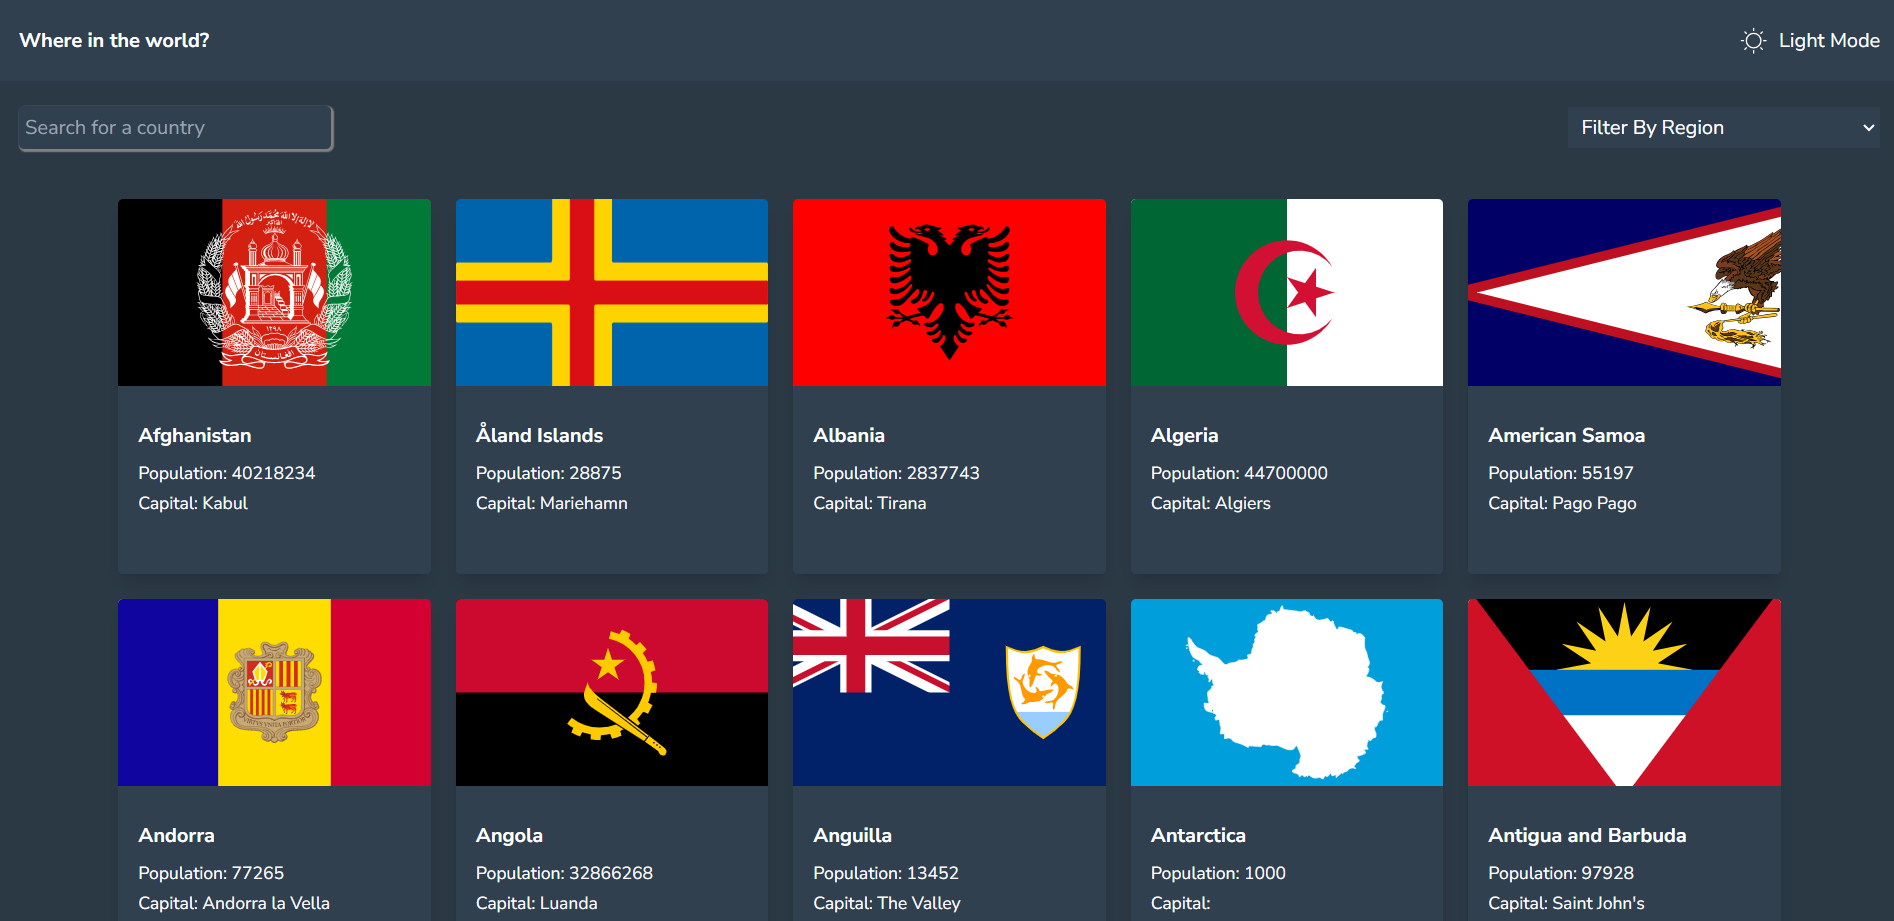 Where in the world?
Light Mode
Search for a country
Filter By Region
Afghanistan
Population: 40218234
Capital: Kabul
Åland Islands
Population: 28875
Capital: Mariehamn
Albania
Population: 2837743
Capital: Tirana
Algeria
Population: 44700000
Capital: Algiers
American Samoa
Population: 55197
Capital: Pago Pago
Andorra
Population: 77265
Capital: Andorra la Vella
Angola
Population: 32866268
Capital: Luanda
Anguilla
Population: 13452
Capital: The Valley
Antarctica
Population: 1000
Capital:
Antigua and Barbuda
Population: 97928
Capital: Saint John's